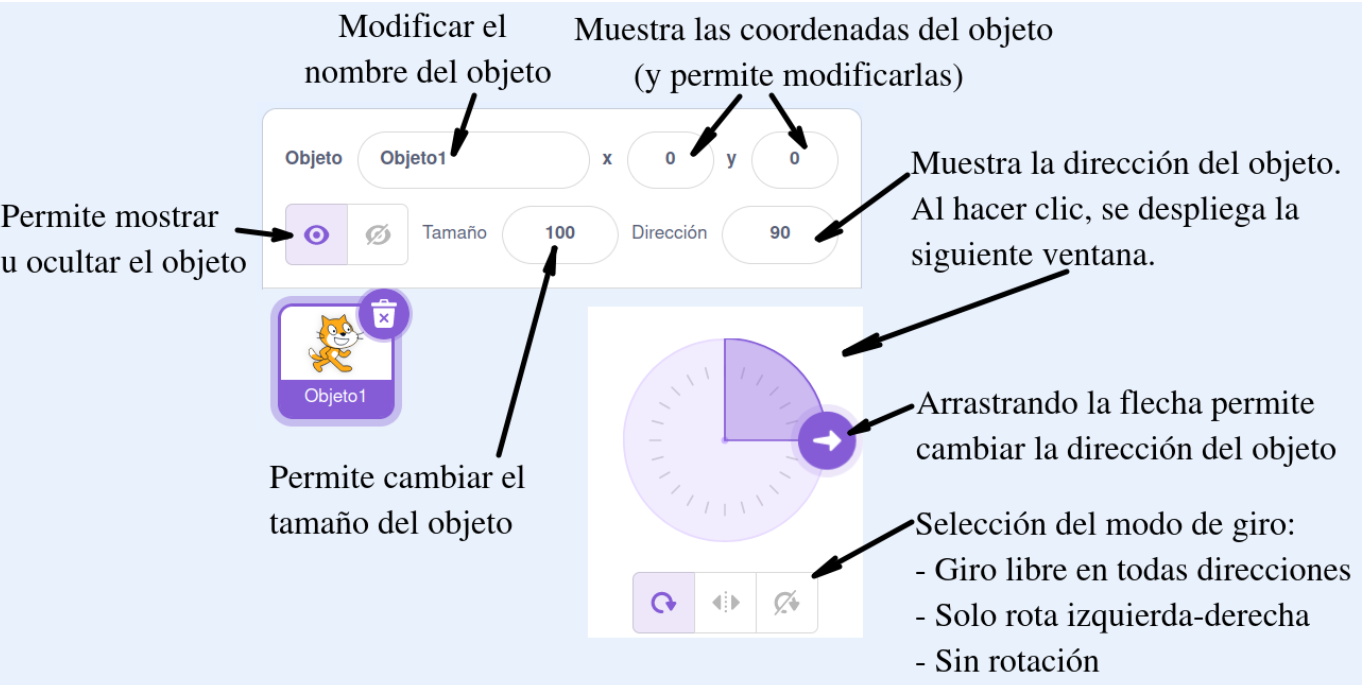 Modificar el
nombre del objeto
Muestra las coordenadas del objeto
(y permite modificarlas)
Objeto Objeto1 x 0 y 0
Muestra la dirección del objeto.
Al hacer clic, se despliega la
siguiente ventana.
Permite mostrar
u ocultar el objeto
Tamaño 100 Dirección 90
Objeto1
Arrastrando la flecha permite
cambiar la dirección del objeto
Permite cambiar el
tamaño del objeto
Selección del modo de giro:
- Giro libre en todas direcciones
- Solo rota izquierda-derecha
- Sin rotación